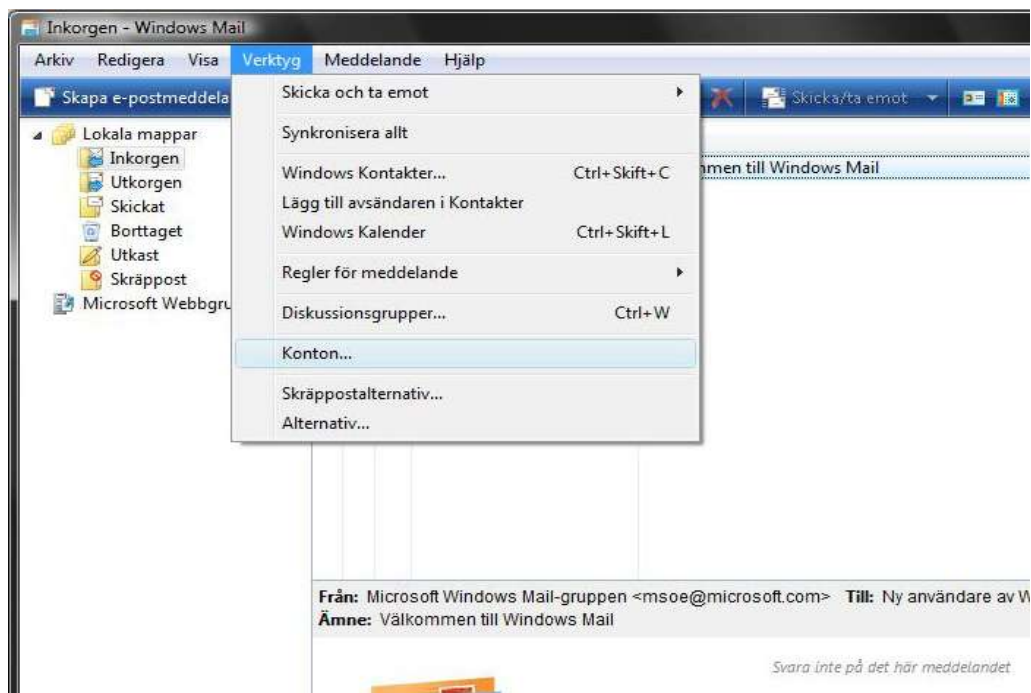 Inkorgen - Windows Mail
Arkiv Redigera Visa Verktyg Meddelande Hjälp
Skapa e-postmeddela Skicka/ta emot
Skicka och ta emot
Synkronisera allt
Windows Kontakter... Ctrl+Skift+C
Lägg till avsändaren i Kontakter
Windows Kalender Ctrl+Skift+L
Regler för meddelande
Diskussionsgrupper... Ctrl+W
Konton...
Skräppostalternativ...
Alternativ...
Lokala mappar
Inkorgen
Utkorgen
Skickat
Borttaget
Utkast
Skräppost
Microsoft Webbgru
mmen till Windows Mail
Från: Microsoft Windows Mail-gruppen <msoe@microsoft.com> Till: Ny användare av W
Ämne: Välkommen till Windows Mail
Svara inte på det här meddelandet